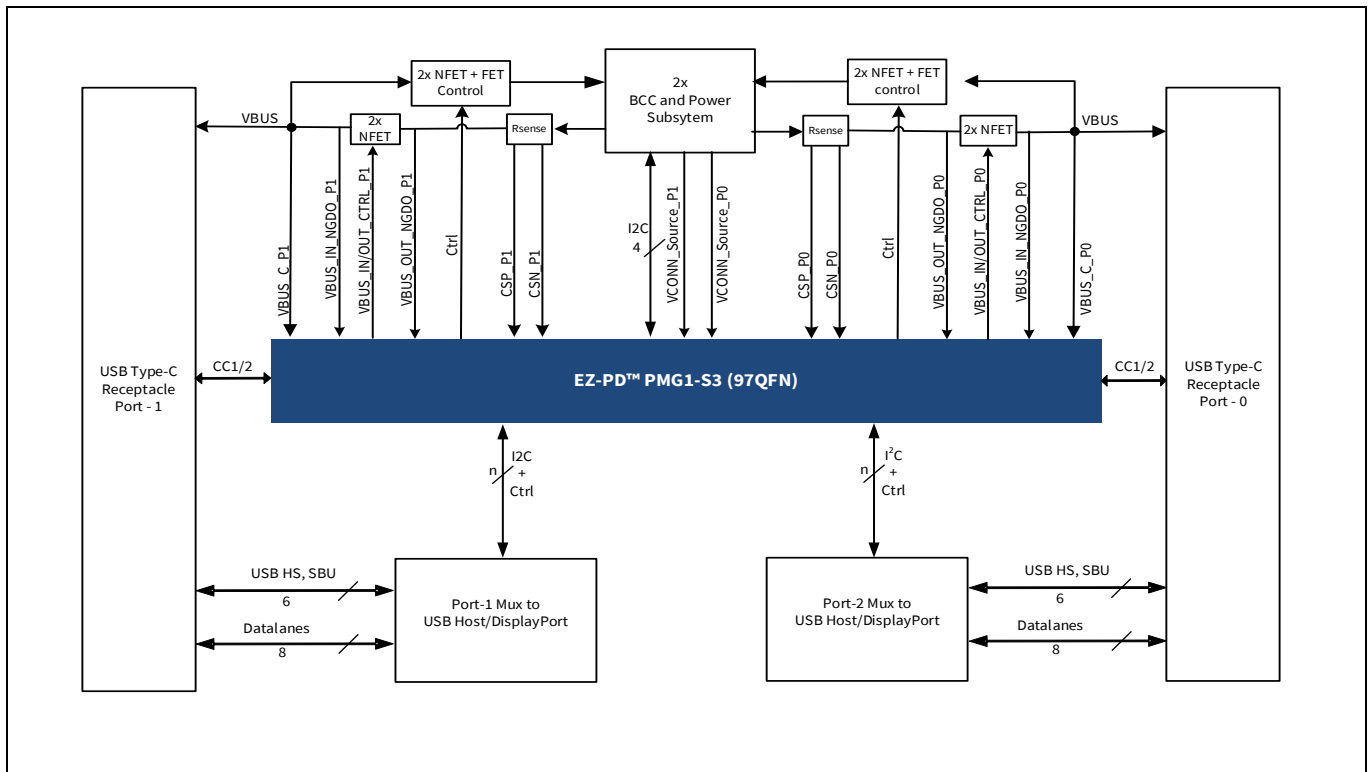 2x NFET + FET
Control
2x
BCC and Power
Subsytem
2x NFET + FET
control
VBUS
2x
NFET
Rsense
Rsense
2x NFET
VBUS
VBUS_C_P1
VBUS_IN_NGDO_P1
VBUS_IN/OUT_CTRL_P1
VBUS_OUT_NGDO_P1
Ctrl
CSP_P1
CSN_P1
I2C
4
VCONN_Source_P1
VCONN_Source_P0
CSP_P0
CSN_P0
Ctrl
VBUS_OUT_NGDO_P0
VBUS_IN/OUT_CTRL_P0
VBUS_IN_NGDO_P0
VBUS_C_P0
USB Type-C
Receptacle
Port - 1
CC1/2
EZ-PD™ PMG1-S3 (97QFN)
CC1/2
USB Type-C
Receptacle
Port - 0
n
I2C
+
Ctrl
n
I²C
+
Ctrl
USB HS, SBU
6
Datalanes
8
Port-1 Mux to
USB Host/DisplayPort
Port-2 Mux to
USB Host/DisplayPort
USB HS, SBU
6
Datalanes
8